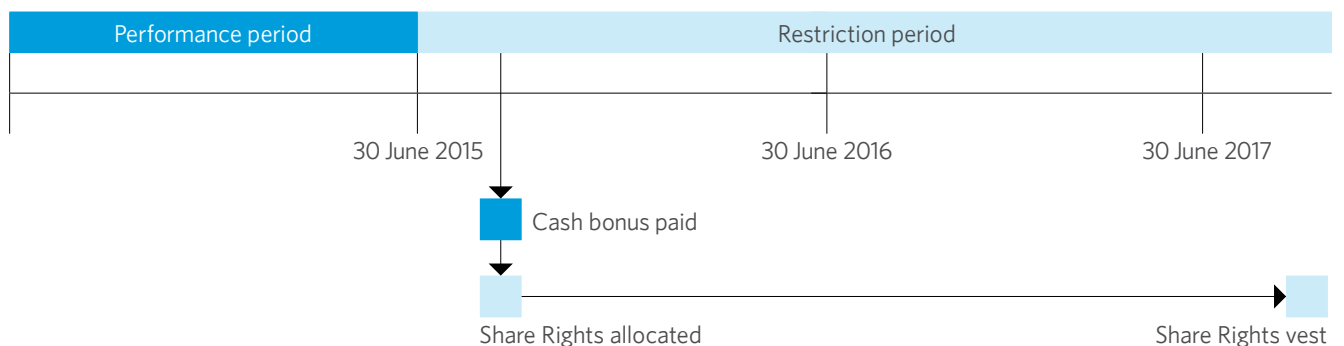 Performance period
Restriction period
30 June 2015
30 June 2016
30 June 2017
Cash bonus paid
Share Rights allocated
Share Rights vest